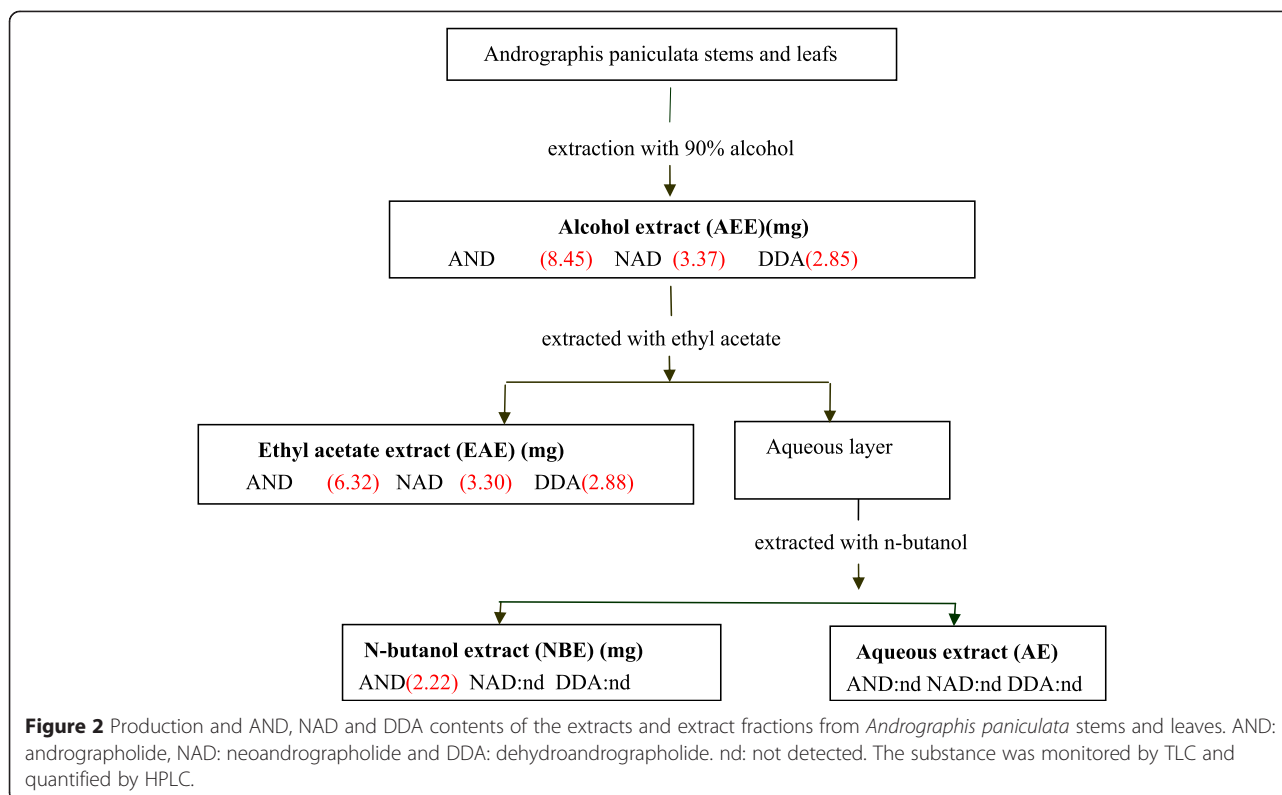 Andrographis paniculata stems and leafs
extraction with 90% alcohol
Alcohol extract (AEE)(mg)
AND (8.45) NAD (3.37) DDA(2.85)
extracted with ethyl acetate
Ethyl acetate extract (EAE) (mg)
AND (6.32) NAD (3.30) DDA(2.88)
Aqueous layer
extracted with n-butanol
N-butanol extract (NBE) (mg)
AND(2.22) NAD:nd DDA:nd
Aqueous extract (AE)
AND:nd NAD:nd DDA:nd
Figure 2 Production and AND, NAD and DDA contents of the extracts and extract fractions from Andrographis paniculata stems and leaves. AND:
andrographolide, NAD: neoandrographolide and DDA: dehydroandrographolide. nd: not detected. The substance was monitored by TLC and
quantified by HPLC.